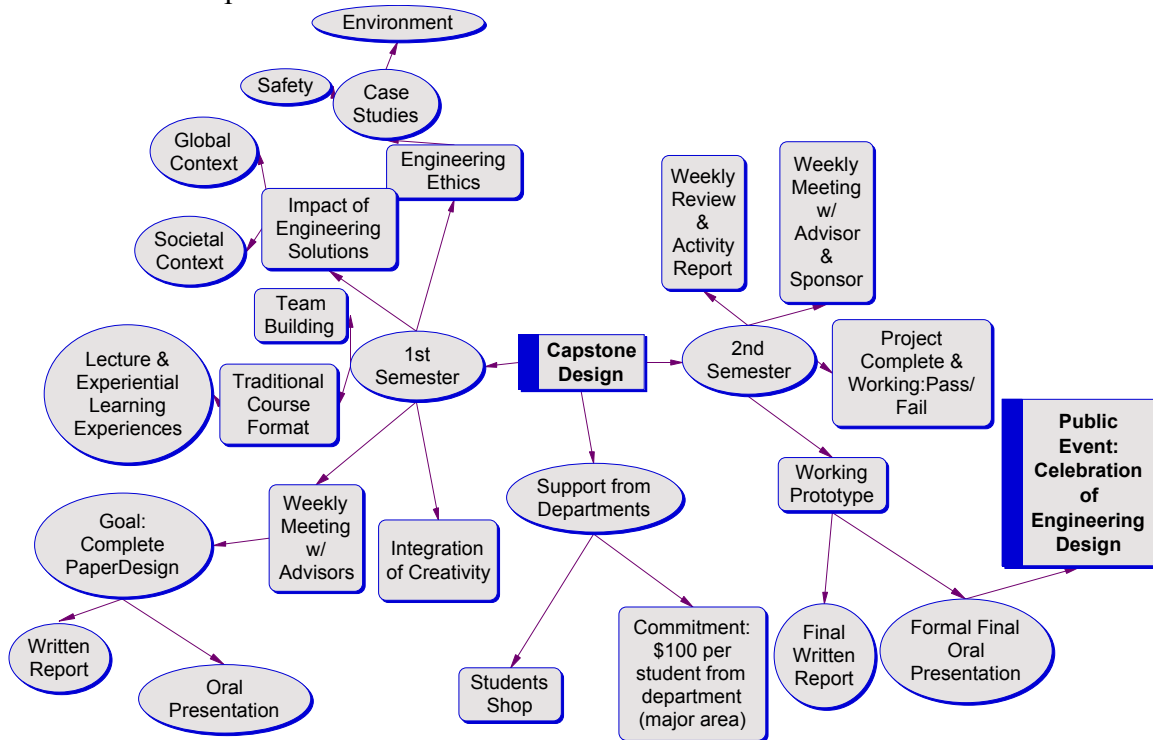 Environment
Safety
Case
Studies
Global
Context
Engineering
Ethics
Impact of
Engineering
Solutions
Societal
Context
Team
Building
Lecture &
Experiential
Learning
Experiences
Traditional
Course
Format
1st
Semester
Capstone
Design
2nd
Semester
Weekly
Review
&
Activity
Report
Weekly
Meeting
w/
Advisor
&
Sponsor
Project
Complete &
Working:Pass/
Fail
Public
Event:
Celebration
of
Engineering
Design
Working
Prototype
Support from
Departments
Goal:
Complete
PaperDesign
Weekly
Meeting
w/
Advisors
Integration
of Creativity
Written
Report
Oral
Presentation
Students
Shop
Commitment:
$100 per
student from
department
(major area)
Final
Written
Report
Formal Final
Oral
Presentation